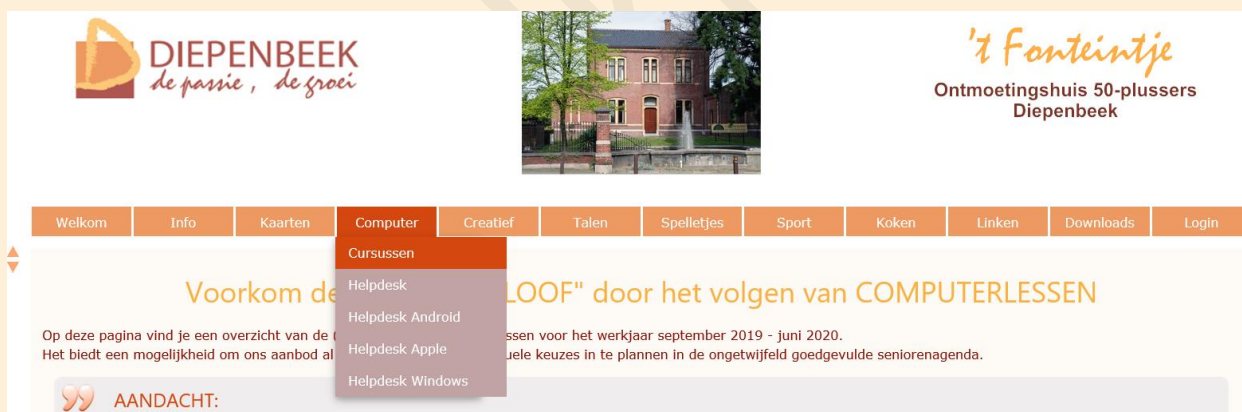 DIEPENBEEK
de passie , de groei
't Fonteintje
Ontmoetingshuis 50-plussers
Diepenbeek
Welkom Info Kaarten Computer Creatief Talen Spelletjes Sport Koken Linken Downloads Login
Cursussen
Helpdesk
Helpdesk Android
Helpdesk Apple
Helpdesk Windows
Voorkom LOOF" door het volgen van COMPUTERLESSEN
Op deze pagina vind je een overzicht van de ssen voor het werkjaar september 2019 - juni 2020.
Het biedt een mogelijkheid om ons aanbod al uele keuzes in te plannen in de ongetwijfeld goedgevulde seniorenagenda.
AANDACHT: